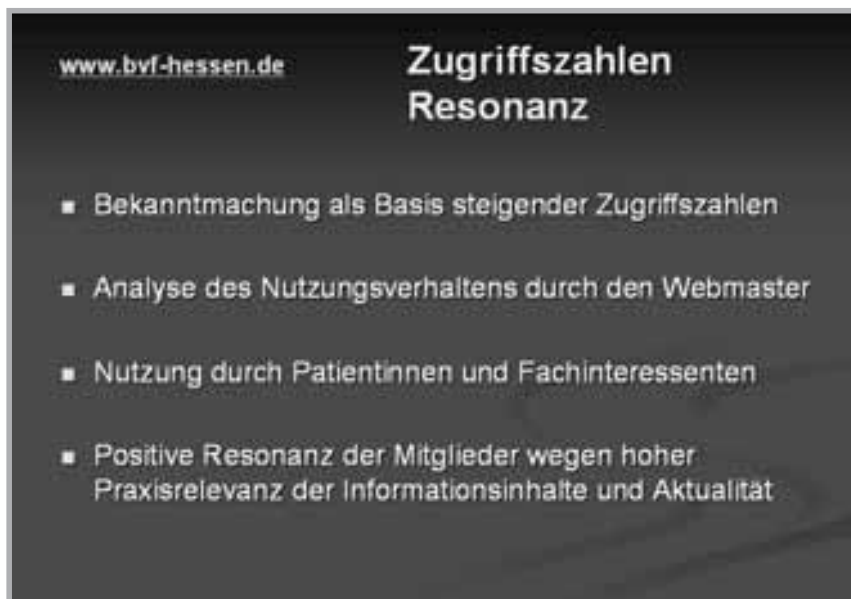 www.bvf-hessen.de
Zugriffszahlen
Resonanz
▪ Bekanntmachung als Basis steigender Zugriffszahlen
▪ Analyse des Nutzungsverhaltens durch den Webmaster
▪ Nutzung durch Patientinnen und Fachinteressenten
▪ Positive Resonanz der Mitglieder wegen hoher
Praxisrelevanz der Informationsinhalte und Aktualität